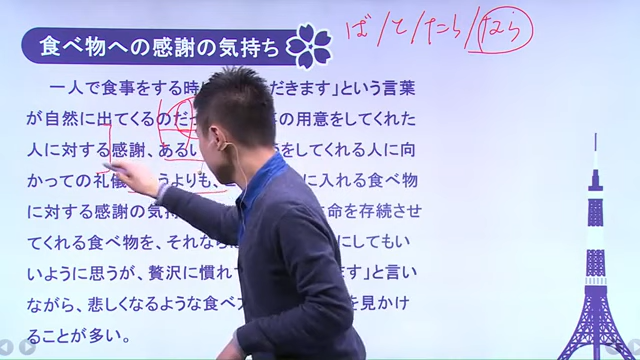 食べ物への感謝の気持ち
ば/と/たら/なら
一人で食事をする時 だきます」という言葉
が自然に出てくるのだっ の用意をしてくれた
人に対する感謝、ある をしてくれる人に向
かっての礼儀 うよりも、 に入れる食べ物
に対する感謝の気持 命を存続させ
てくれる食べ物を、それなら にしてもい
いように思うが、贅沢に慣れ ます」と言い
ながら、悲しくなるような食べ を見かけ
ることが多い。